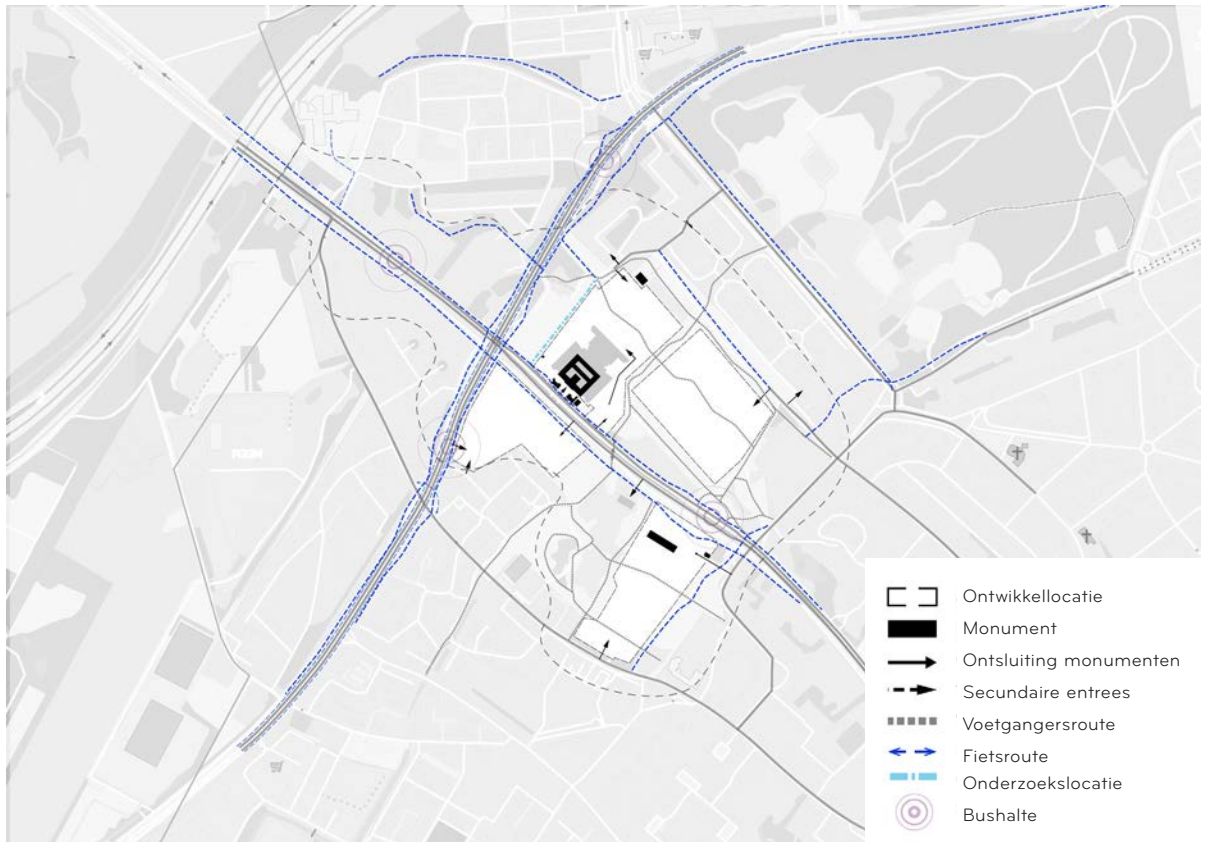 Ontwikkellocatie
Monument
Ontsluiting monumenten
Secundaire entrees
Voetgangersroute
Fietsroute
Onderzoekslocatie
Bushalte